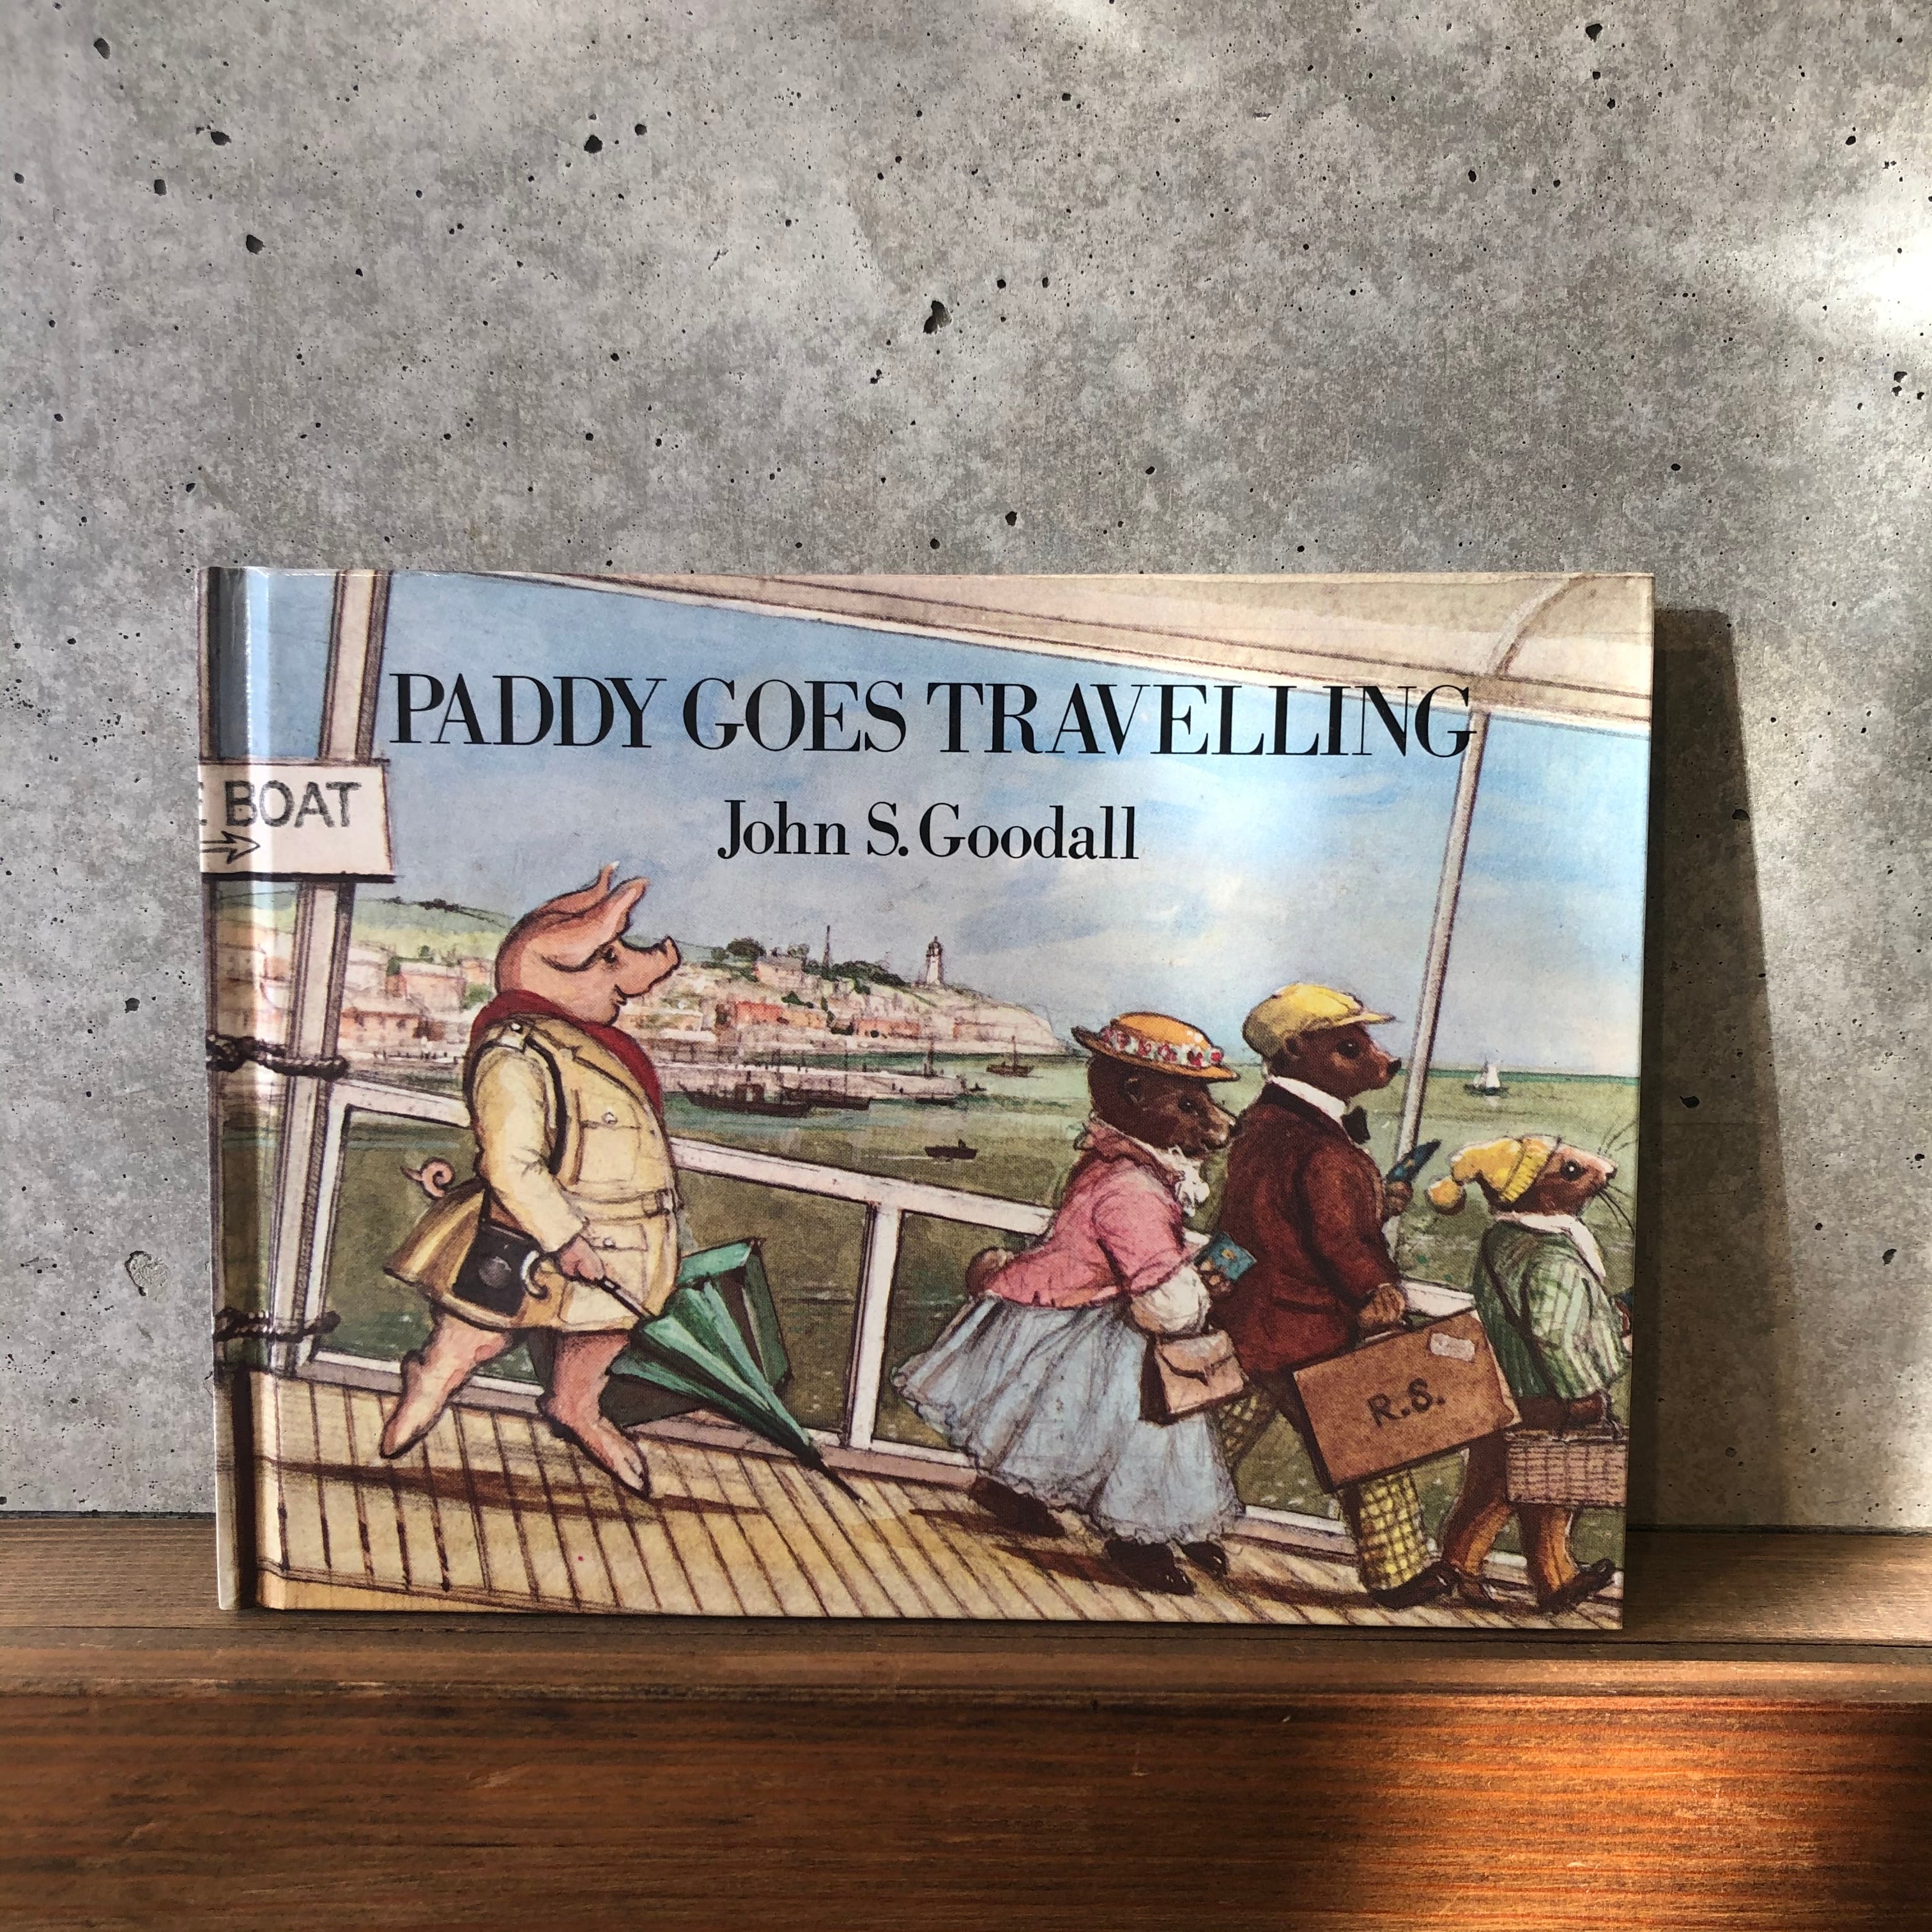 PADDY GOES TRAVELLING
John S. Goodall
BOAT
R.S.